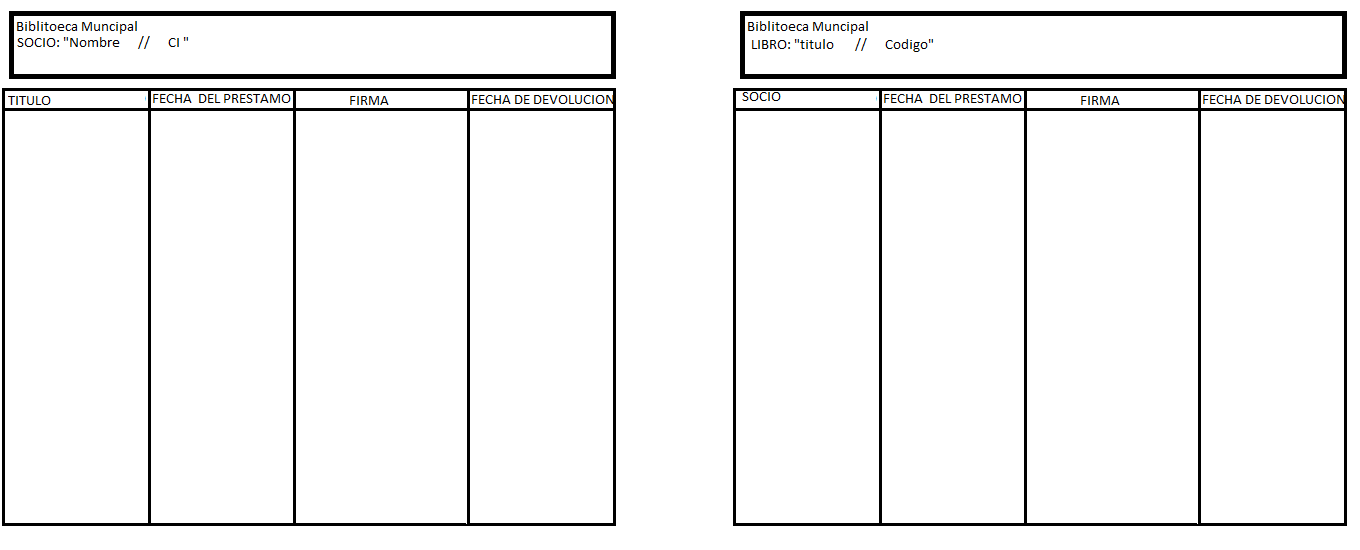 Biblitoeca Muncipal
SOCIO: "Nombre // CI "
TITULO FECHA DEL PRESTAMO FIRMA FECHA DE DEVOLUCION
Biblitoeca Muncipal
LIBRO: "titulo // Codigo"
SOCIO FECHA DEL PRESTAMO FIRMA FECHA DE DEVOLUCION